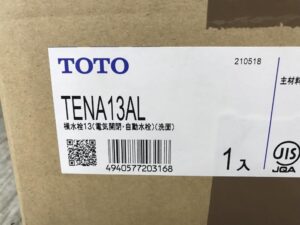 TOTO
210518
主材料
TENA13AL
横水栓13(電気開閉・自動水栓)(洗面)
4940577203168
1入
JIS
JQA